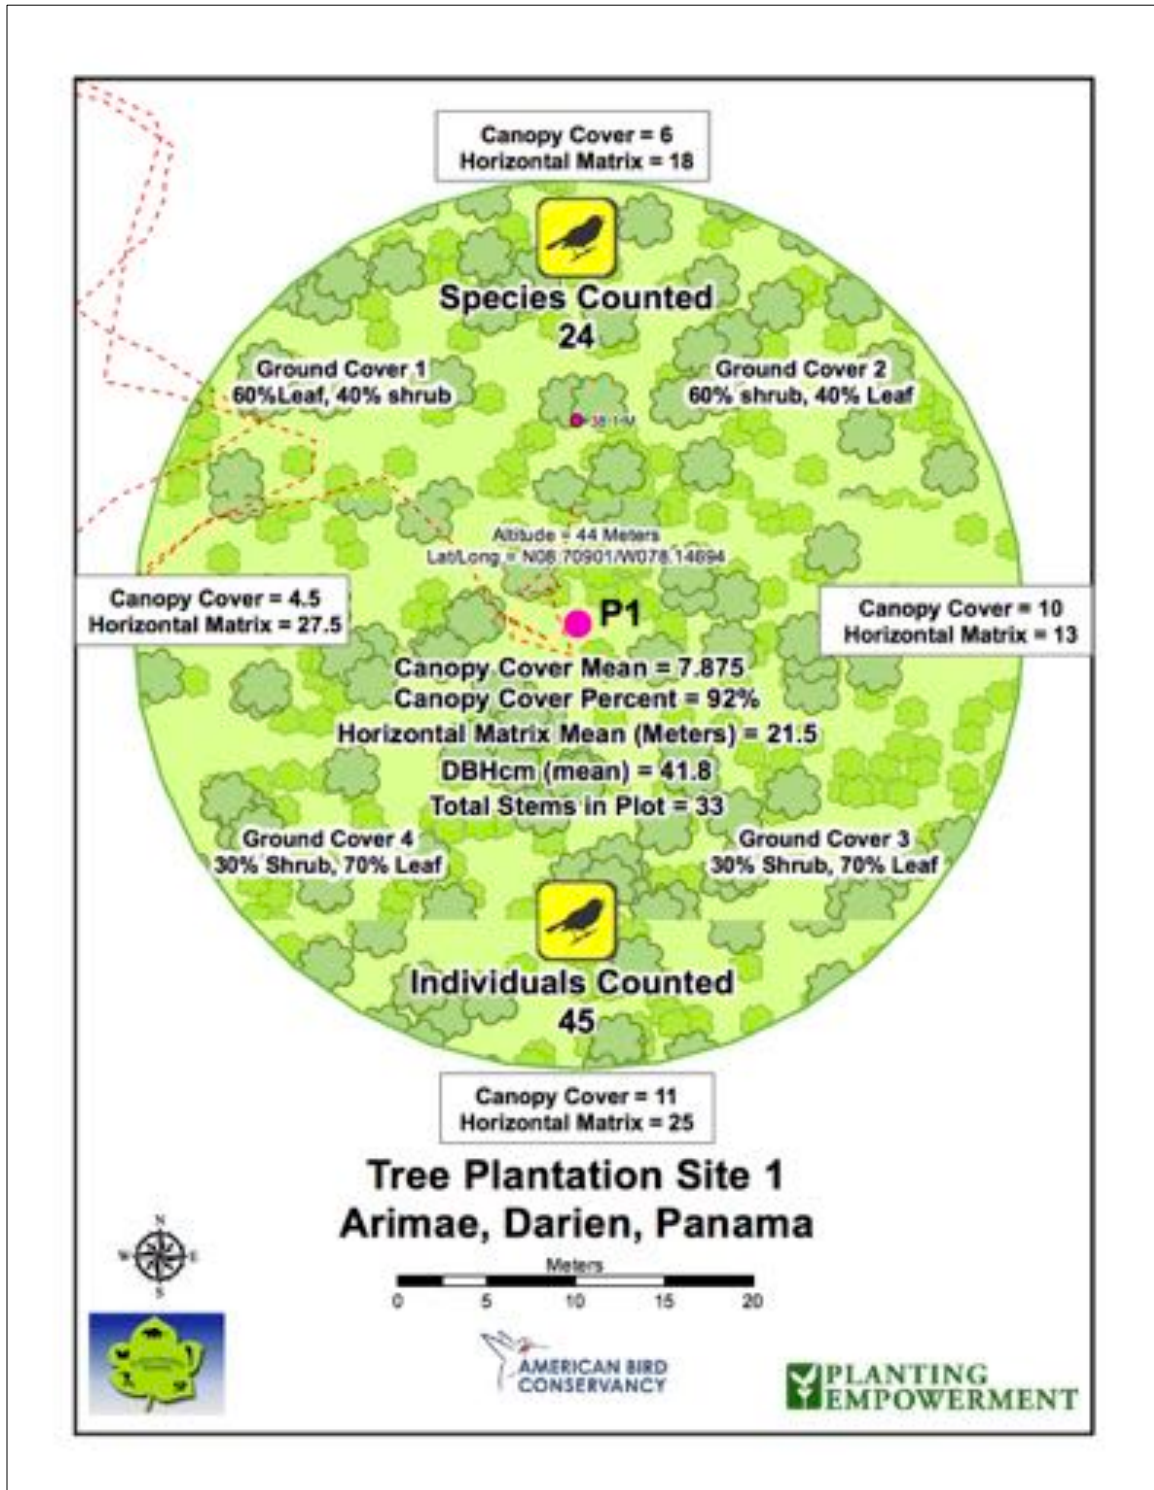 Canopy Cover = 6
Horizontal Matrix = 18
Species Counted
24
Ground Cover 1
60%Leaf, 40% shrub
Ground Cover 2
60% shrub, 40% Leaf
Altitude = 44 Meters
Lat/Long = N08.70901/W078.14694
Canopy Cover = 4.5
Horizontal Matrix = 27.5
P1
Canopy Cover = 10
Horizontal Matrix = 13
Canopy Cover Mean = 7.875
Canopy Cover Percent = 92%
Horizontal Matrix Mean (Meters) = 21.5
DBHcm (mean) = 41.8
Total Stems in Plot = 33
Ground Cover 4
30% Shrub, 70% Leaf
Ground Cover 3
30% Shrub, 70% Leaf
Individuals Counted
45
Canopy Cover = 11
Horizontal Matrix = 25
Tree Plantation Site 1
Arimae, Darien, Panama
Meters
0 5 10 15 20
N
W E
S
AMERICAN BIRD
CONSERVANCY
PLANTING
EMPOWERMENT